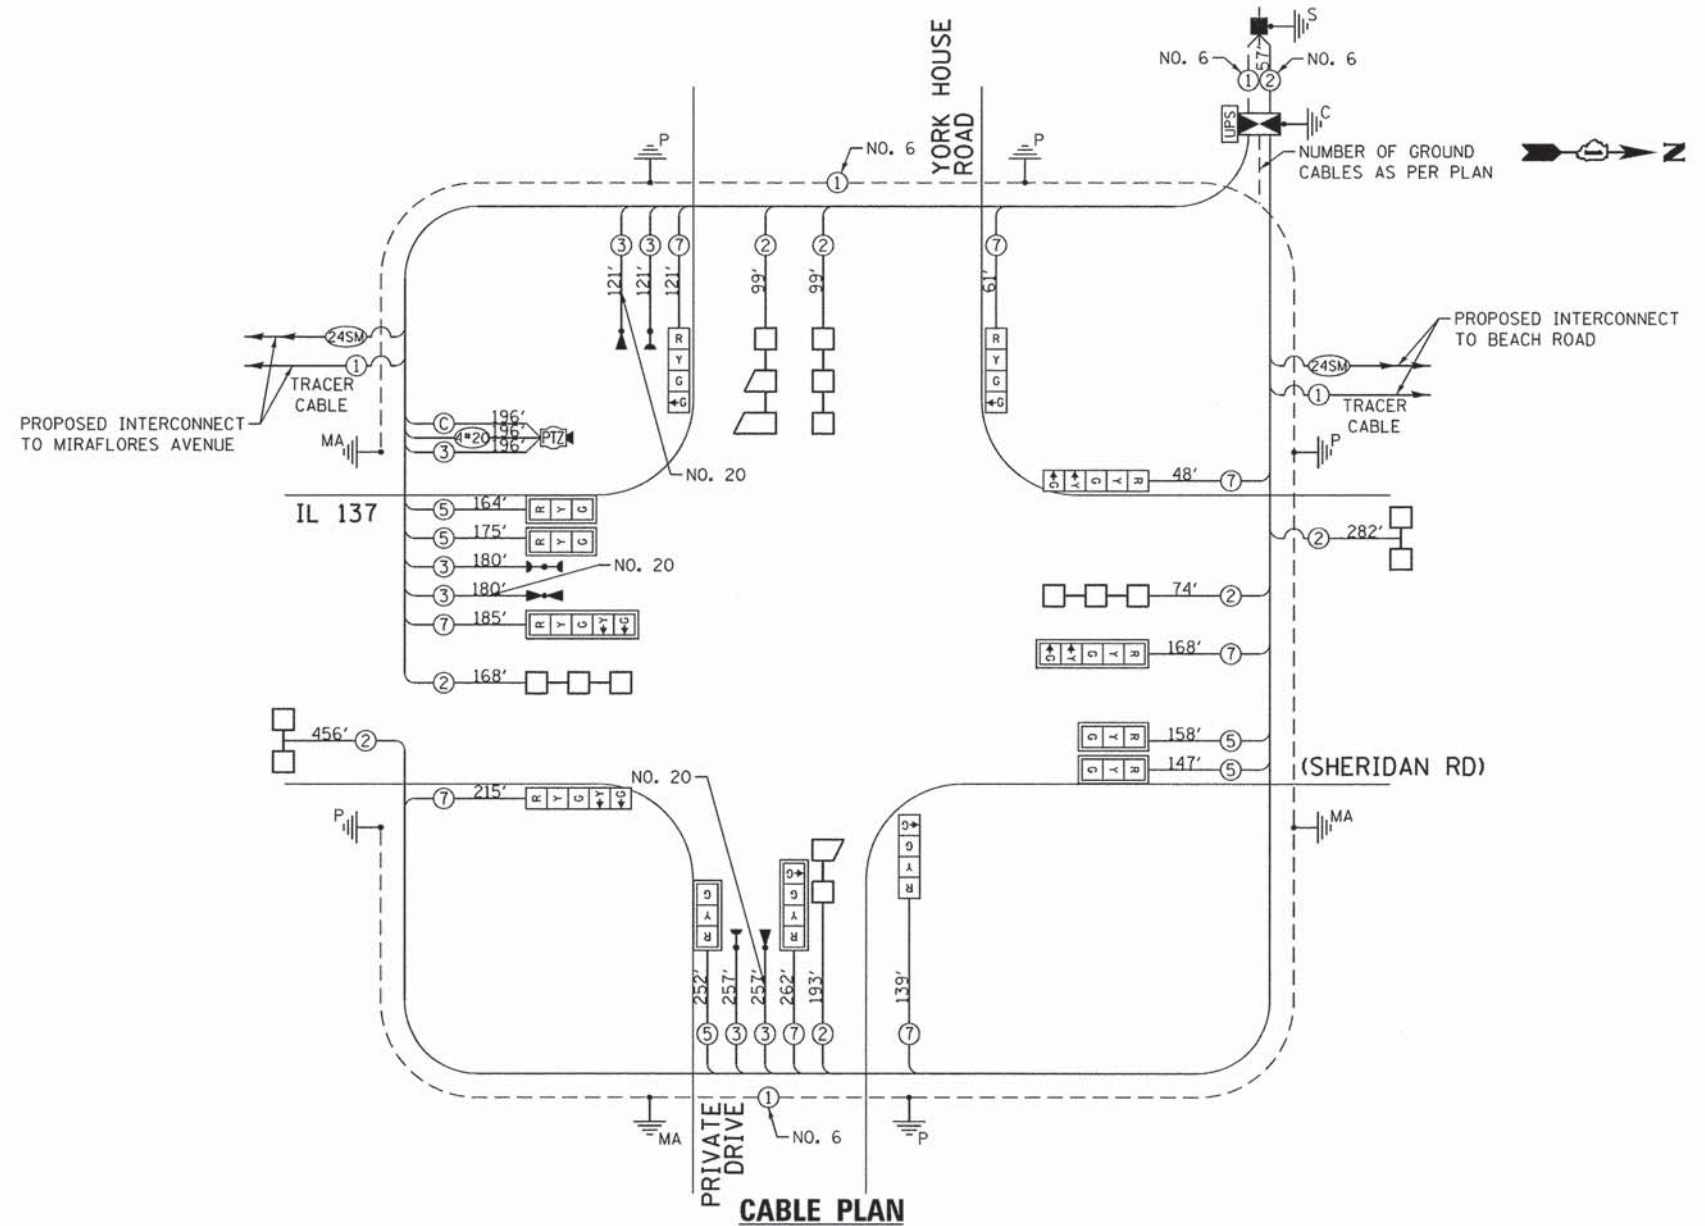 S
NO. 6
57'
NO. 6
1
2
UPS
C
NUMBER OF GROUND
CABLES AS PER PLAN
N
YORK HOUSE
ROAD
P
NO. 6
1
P
3
3
7
2
2
7
121'
121'
121'
99'
99'
61'
R
Y
G
G
R
Y
G
G
24SM
1
TRACER
CABLE
PROPOSED INTERCONNECT
TO MIRAFLORES AVENUE
PROPOSED INTERCONNECT
TO BEACH ROAD
24SM
1
TRACER
CABLE
MA
C 196'
4#20 196' PTZ
3 196'
NO. 20
P
G Y G Y R 48' 7
IL 137
5 164' R Y G
5 175' R Y G
3 180'
NO. 20
3 180'
7 185' R Y G Y G
2 168'
2 282'
74' 2
G Y G Y R 168' 7
456' 2
G Y R 158' 5
G Y R 147' 5
(SHERIDAN RD)
NO. 20
7 215' R Y G Y G
P
MA
G
Y
R
G
G
Y
R
G
G
Y
R
252'
257'
257'
262'
193'
139'
5
3
3
7
2
7
1
MA
NO. 6
P
PRIVATE
DRIVE
CABLE PLAN